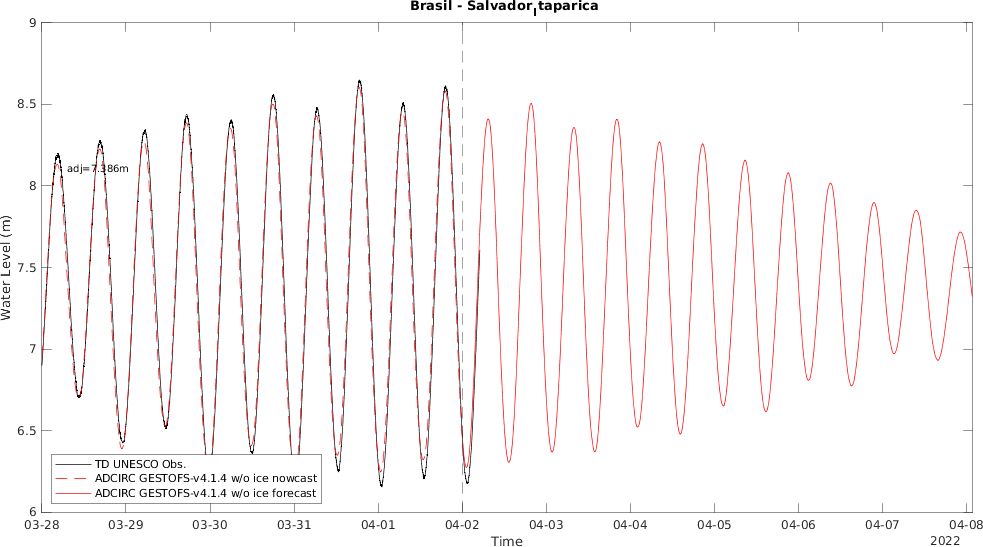 Brasil - Salvador_Itaparica
9
8.5
8
7.5
7
6.5
6
Water Level (m)
adj=7.386m
TD UNESCO Obs.
ADCIRC GESTOFS-v4.1.4 w/o ice nowcast
ADCIRC GESTOFS-v4.1.4 w/o ice forecast
03-28 03-29 03-30 03-31 04-01 04-02 04-03 04-04 04-05 04-06 04-07 04-08
Time
2022